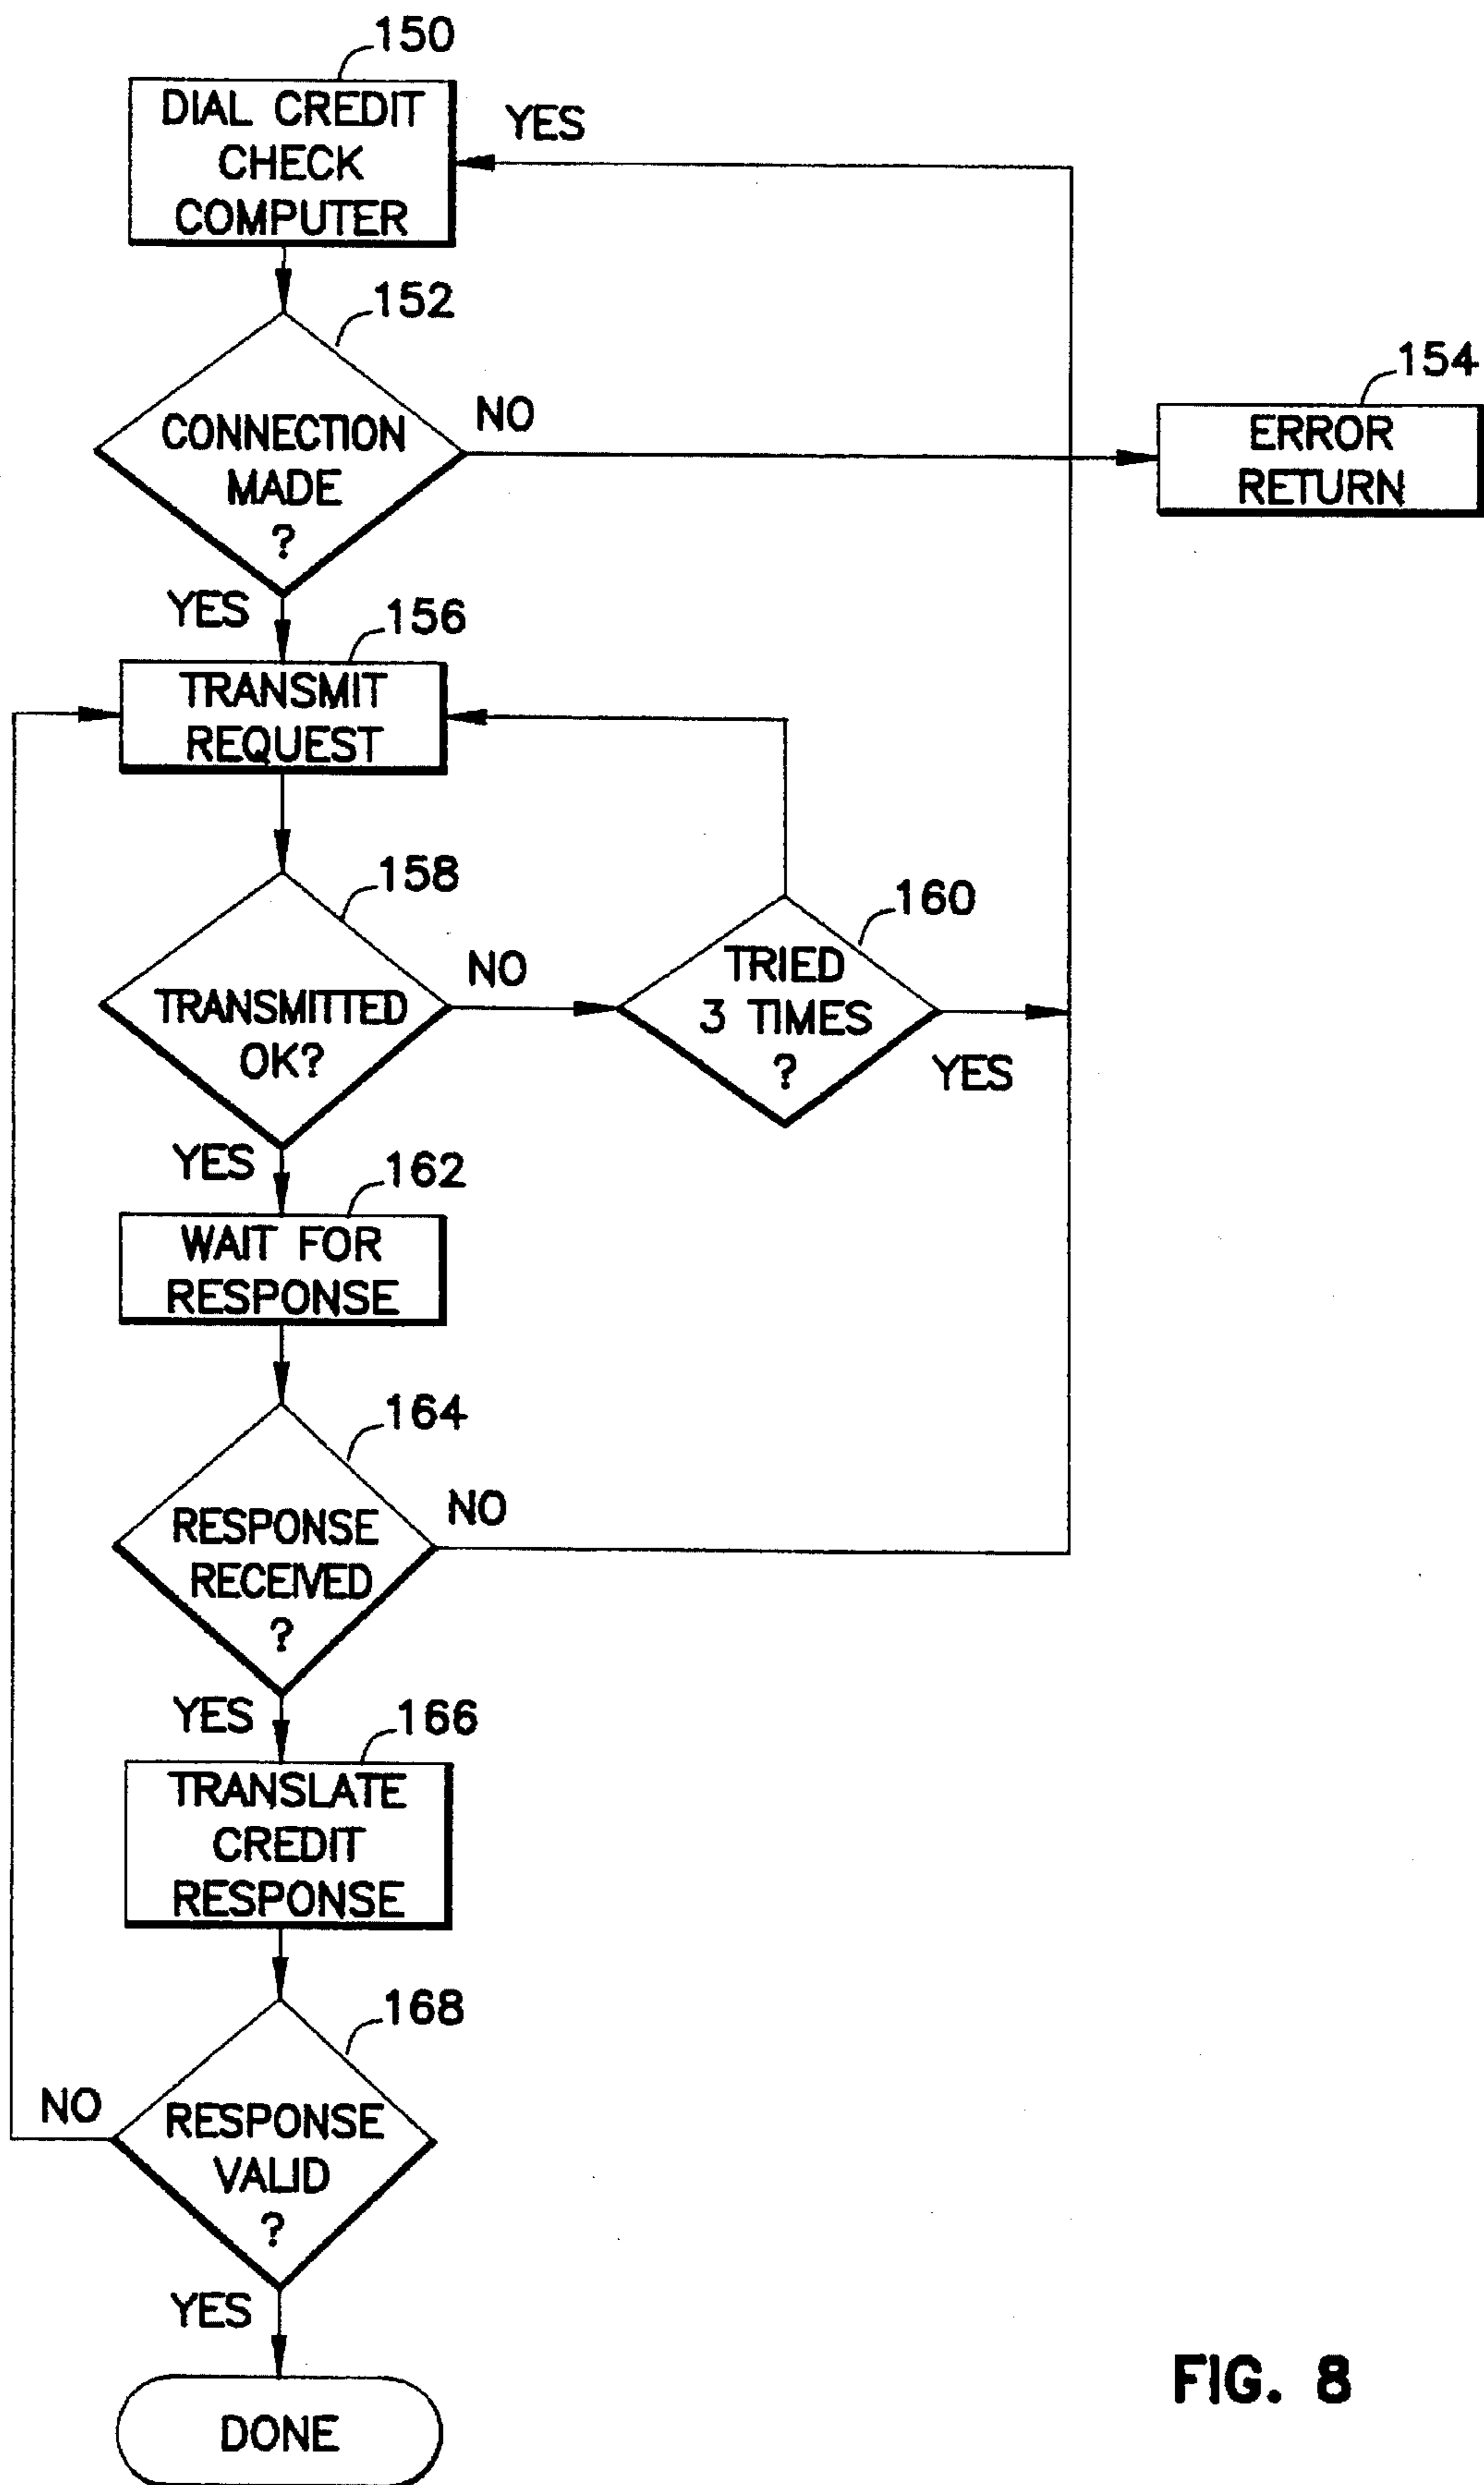 150
DIAL CREDIT
CHECK
COMPUTER
YES
152
CONNECTION
MADE
?
NO
154
ERROR
RETURN
YES
156
TRANSMIT
REQUEST
158
TRANSMITTED
OK?
NO
160
TRIED
3 TIMES
?
YES
YES
162
WAIT FOR
RESPONSE
164
RESPONSE
RECEIVED
?
NO
YES
166
TRANSLATE
CREDIT
RESPONSE
168
NO
RESPONSE
VALID
?
YES
DONE
FIG. 8